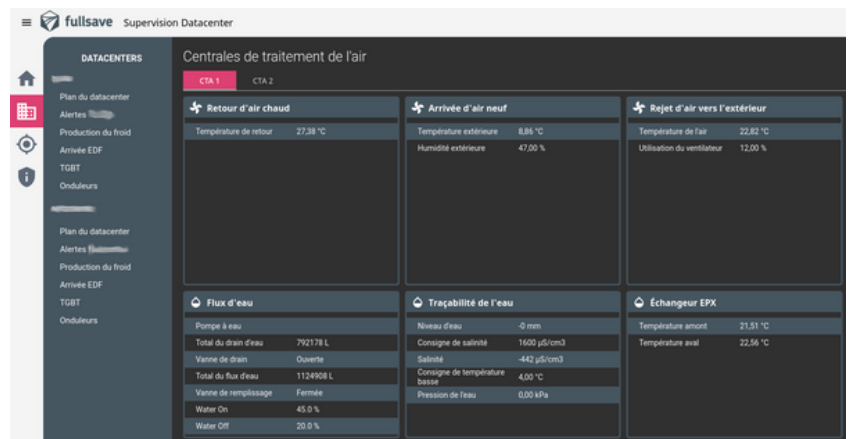 fullsave Supervision Datacenter
DATACENTERS
Plan du datacenter
Alertes
Production du froid
Arrivée EDF
TGBT
Onduleurs
Plan du datacenter
Alertes
Production du froid
Arrivée EDF
TGBT
Onduleurs
Centrales de traitement de l'air
CTA 1 CTA 2
Retour d'air chaud
Température de retour 27,38 °C
Arrivée d'air neuf
Température extérieure 8,86 °C
Humidité extérieure 47,00 %
Rejet d'air vers l'extérieur
Température de l'air 22,82 °C
Utilisation du ventilateur 12,00 %
Flux d'eau
Pompe à eau
Total du drain d'eau 792178 L
Vanne de drain Ouverte
Total du flux d'eau 1124908 L
Vanne de remplissage Fermée
Water On 45.0 %
Water Off 20.0 %
Traçabilité de l'eau
Niveau d'eau -0 mm
Consigne de salinité 1600 µS/cm3
Salinité -442 µS/cm3
Consigne de température
basse 4,00 °C
Pression de l'eau 0,00 kPa
Échangeur EPX
Température amont 21,51 °C
Température aval 22,56 °C